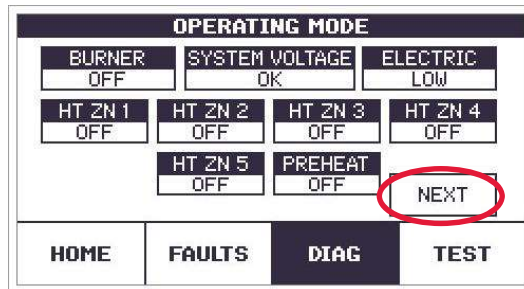 OPERATING MODE
BURNER SYSTEM VOLTAGE ELECTRIC
OFF OK LOW
HT ZN 1 HT ZN 2 HT ZN 3 HT ZN 4
OFF OFF OFF OFF
HT ZN 5 PREHEAT
OFF OFF
NEXT
HOME FAULTS DIAG TEST